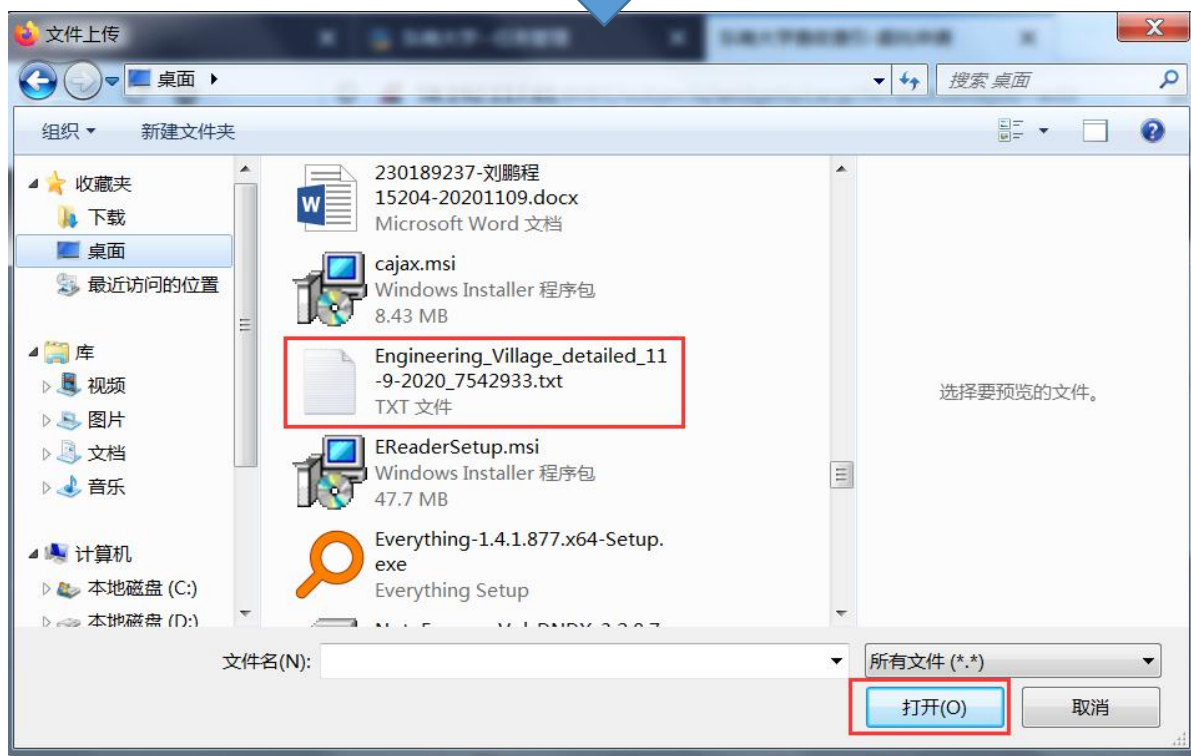 文件上传
桌面
搜索 桌面
组织
新建文件夹
收藏夹
下载
桌面
最近访问的位置
库
视频
图片
文档
音乐
计算机
本地磁盘 (C:)
本地磁盘 (D:)
230189237-刘鹏程
15204-20201109.docx
Microsoft Word 文档
W
cajax.msi
Windows Installer 程序包
8.43 MB
Engineering_Village_detailed_11
-9-2020_7542933.txt
TXT 文件
EReaderSetup.msi
Windows Installer 程序包
47.7 MB
Everything-1.4.1.877.x64-Setup.
exe
Everything Setup
选择要预览的文件。
文件名(N):
所有文件 (*.*)
打开(O)
取消